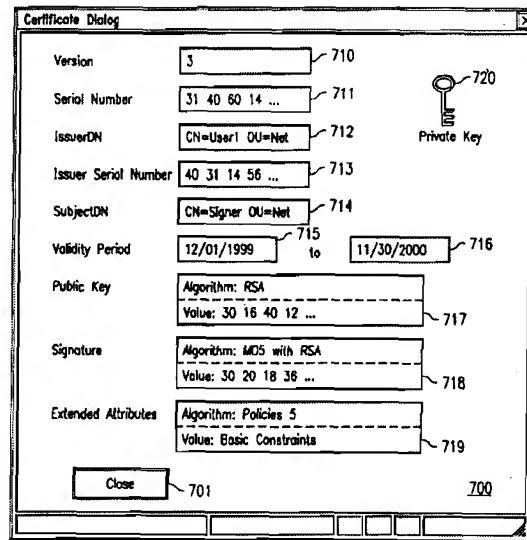 Certificate Dialog
Version 3 710
720
Serial Number 31 40 60 14 ... 711
IssuerDN CN=User1 OU=Net 712
Private Key
Issuer Serial Number 40 31 14 56 ... 713
SubjectDN CN=Signer OU=Net 714
Validity Period 12/01/1999 715 to 11/30/2000 716
Public Key Algorithm: RSA
Value: 30 16 40 12 ... 717
Signature Algorithm: MD5 with RSA
Value: 30 20 18 36 ... 718
Extended Attributes Algorithm: Policies 5
Value: Basic Constraints 719
Close 701 700